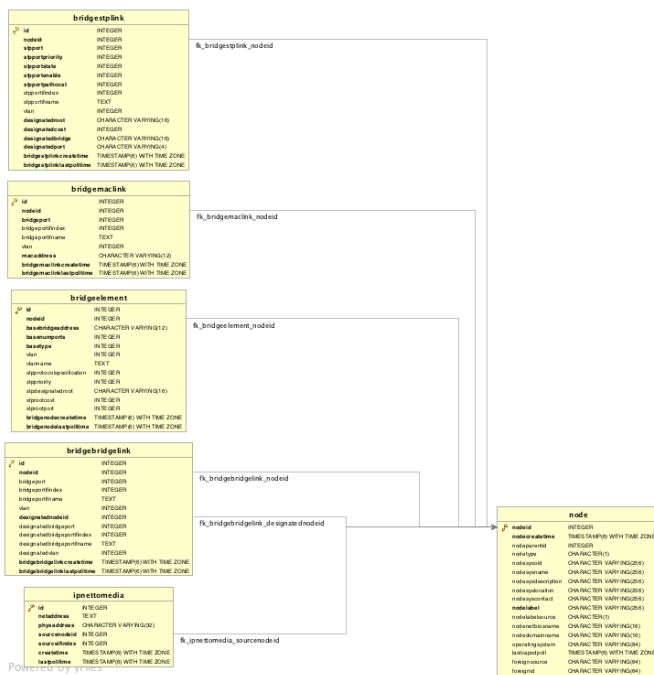 bridgestplink
id INTEGER
nodeid INTEGER
stpport INTEGER
stpportpriority INTEGER
stpportstate INTEGER
stpportenable INTEGER
stpportpathcost INTEGER
stpportifindex INTEGER
stpportifname TEXT
vlan INTEGER
designatedroot CHARACTER VARYING(16)
designatedcost INTEGER
designatedbridge CHARACTER VARYING(16)
designatedport CHARACTER VARYING(4)
bridgestplinkcreatetime TIMESTAMP(6) WITH TIME ZONE
bridgestplinklastpolltime TIMESTAMP(6) WITH TIME ZONE
fk_bridgestplink_nodeid
bridgemaclink
id INTEGER
nodeid INTEGER
bridgeport INTEGER
bridgeportifindex INTEGER
bridgeportifname TEXT
vlan INTEGER
macaddress CHARACTER VARYING(12)
bridgemaclinkcreatetime TIMESTAMP(6) WITH TIME ZONE
bridgemaclinklastpolltime TIMESTAMP(6) WITH TIME ZONE
fk_bridgemaclink_nodeid
bridgeelement
id INTEGER
nodeid INTEGER
basebridgeaddress CHARACTER VARYING(12)
basenumports INTEGER
basetype INTEGER
vlan INTEGER
vlanname TEXT
stpprotocolspecification INTEGER
stppriority INTEGER
stpdesignatedroot CHARACTER VARYING(16)
stprootcost INTEGER
stprootport INTEGER
bridgenodecreatetime TIMESTAMP(6) WITH TIME ZONE
bridgenodelastpolltime TIMESTAMP(6) WITH TIME ZONE
fk_bridgeelement_nodeid
bridgebridgelink
id INTEGER
nodeid INTEGER
bridgeport INTEGER
bridgeportifindex INTEGER
bridgeportifname TEXT
vlan INTEGER
designatednodeid INTEGER
designatedbridgeport INTEGER
designatedbridgeportifindex INTEGER
designatedbridgeportifname TEXT
designatedvlan INTEGER
bridgebridgelinkcreatetime TIMESTAMP(6) WITH TIME ZONE
bridgebridgelinklastpolltime TIMESTAMP(6) WITH TIME ZONE
fk_bridgebridgelink_nodeid
fk_bridgebridgelink_designatednodeid
ipnettomedia
id INTEGER
netaddress TEXT
physaddress CHARACTER VARYING(32)
sourcenodeid INTEGER
sourceifindex INTEGER
createtime TIMESTAMP(6) WITH TIME ZONE
lastpolltime TIMESTAMP(6) WITH TIME ZONE
fk_ipnettomedia_sourcenodeid
node
nodeid INTEGER
nodecreatetime TIMESTAMP(6) WITH TIME ZONE
nodeparentid INTEGER
nodetype CHARACTER(1)
nodesysoid CHARACTER VARYING(256)
nodesysname CHARACTER VARYING(256)
nodesysdescription CHARACTER VARYING(256)
nodesyslocation CHARACTER VARYING(256)
nodesyscontact CHARACTER VARYING(256)
nodelabel CHARACTER VARYING(256)
nodelabelsource CHARACTER(1)
nodenetbiosname CHARACTER VARYING(16)
nodedomainname CHARACTER VARYING(16)
operatingsystem CHARACTER VARYING(64)
lastcapsdpoll TIMESTAMP(6) WITH TIME ZONE
foreignsource CHARACTER VARYING(64)
foreignid CHARACTER VARYING(64)
Powered by yFiles